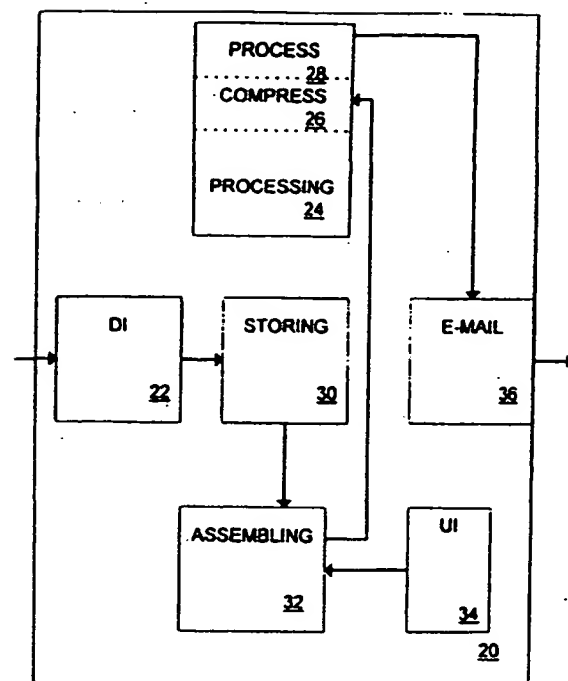 PROCESS
28
COMPRESS
26
PROCESSING
24
DI
22
STORING
30
E-MAIL
36
ASSEMBLING
32
UI
34
20